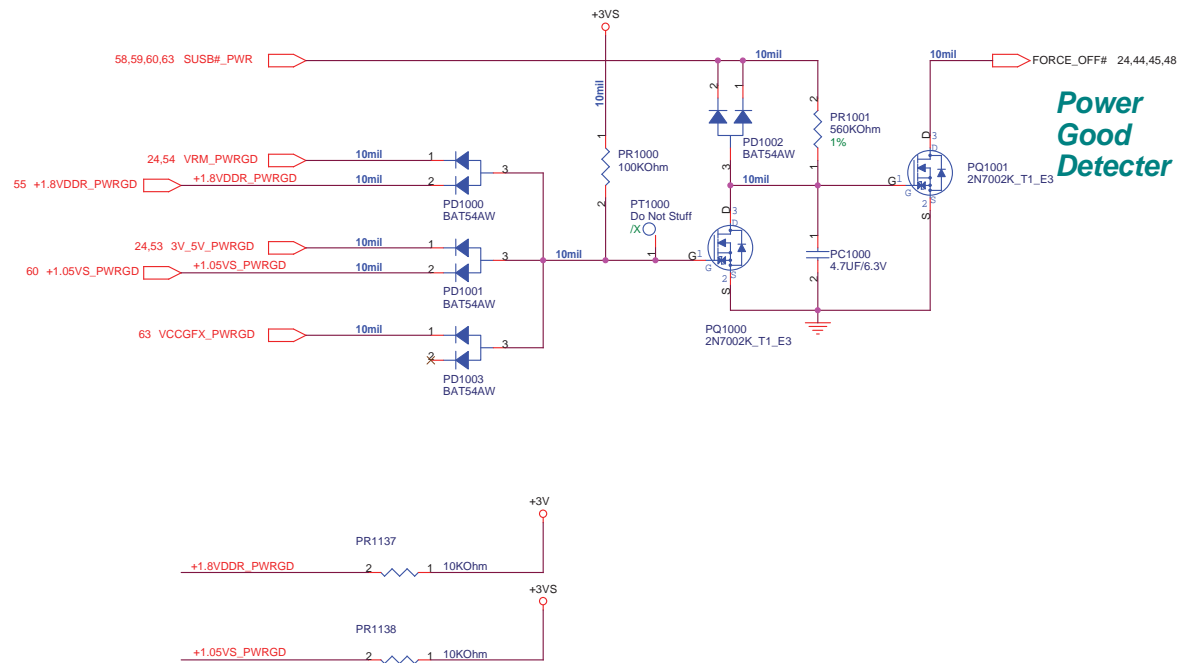 +3VS
58,59,60,63 SUSB#_PWR
10mil
10mil
FORCE_OFF# 24,44,45,48
Power
Good
Detecter
10mil
2
1
2
PR1001
560KOhm
1%
1
1
PR1000
100KOhm
2
PD1002
BAT54AW
3
10mil
D
3
D
G
1
G
2
S
S
PQ1001
2N7002K_T1_E3
24,54 VRM_PWRGD
10mil
1
3
55 +1.8VDDR_PWRGD
+1.8VDDR_PWRGD
10mil
2
PD1000
BAT54AW
PT1000
Do Not Stuff
/X
1
D
3
D
G
1
G
2
S
S
PQ1000
2N7002K_T1_E3
1
PC1000
4.7UF/6.3V
2
24,53 3V_5V_PWRGD
10mil
1
3
10mil
60 +1.05VS_PWRGD
+1.05VS_PWRGD
10mil
2
PD1001
BAT54AW
63 VCCGFX_PWRGD
10mil
1
3
2
PD1003
BAT54AW
+3V
PR1137
+1.8VDDR_PWRGD
2
1
10KOhm
+3VS
PR1138
+1.05VS_PWRGD
2
1
10KOhm